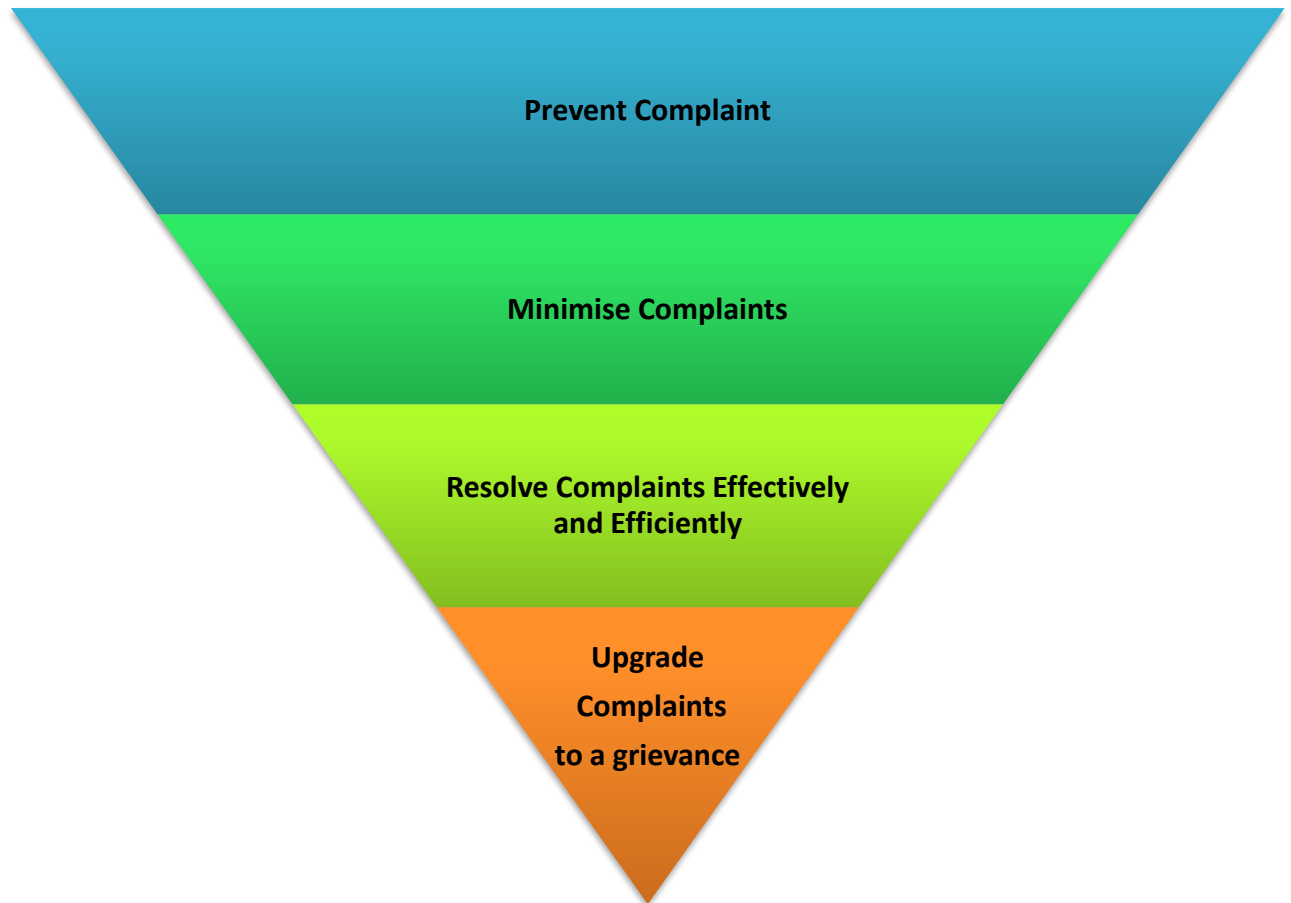 Prevent Complaint
Minimise Complaints
Resolve Complaints Effectively
and Efficiently
Upgrade
Complaints
to a grievance